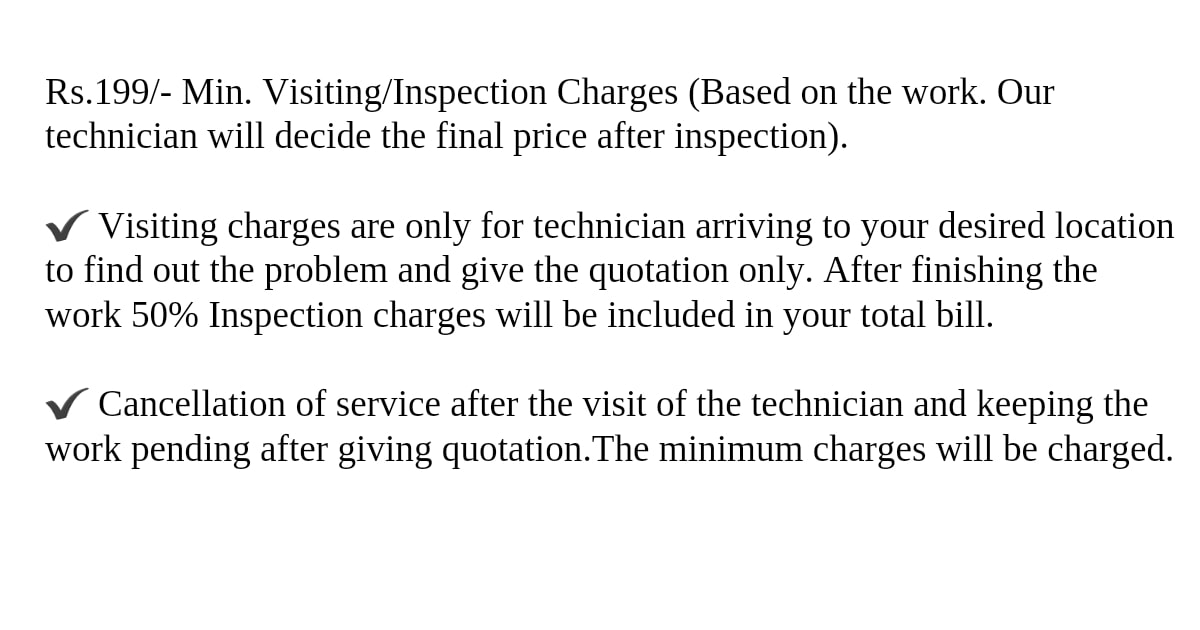 Rs.199/- Min. Visiting/Inspection Charges (Based on the work. Our
technician will decide the final price after inspection).
✔ Visiting charges are only for technician arriving to your desired location
to find out the problem and give the quotation only. After finishing the
work 50% Inspection charges will be included in your total bill.
✔ Cancellation of service after the visit of the technician and keeping the
work pending after giving quotation.The minimum charges will be charged.